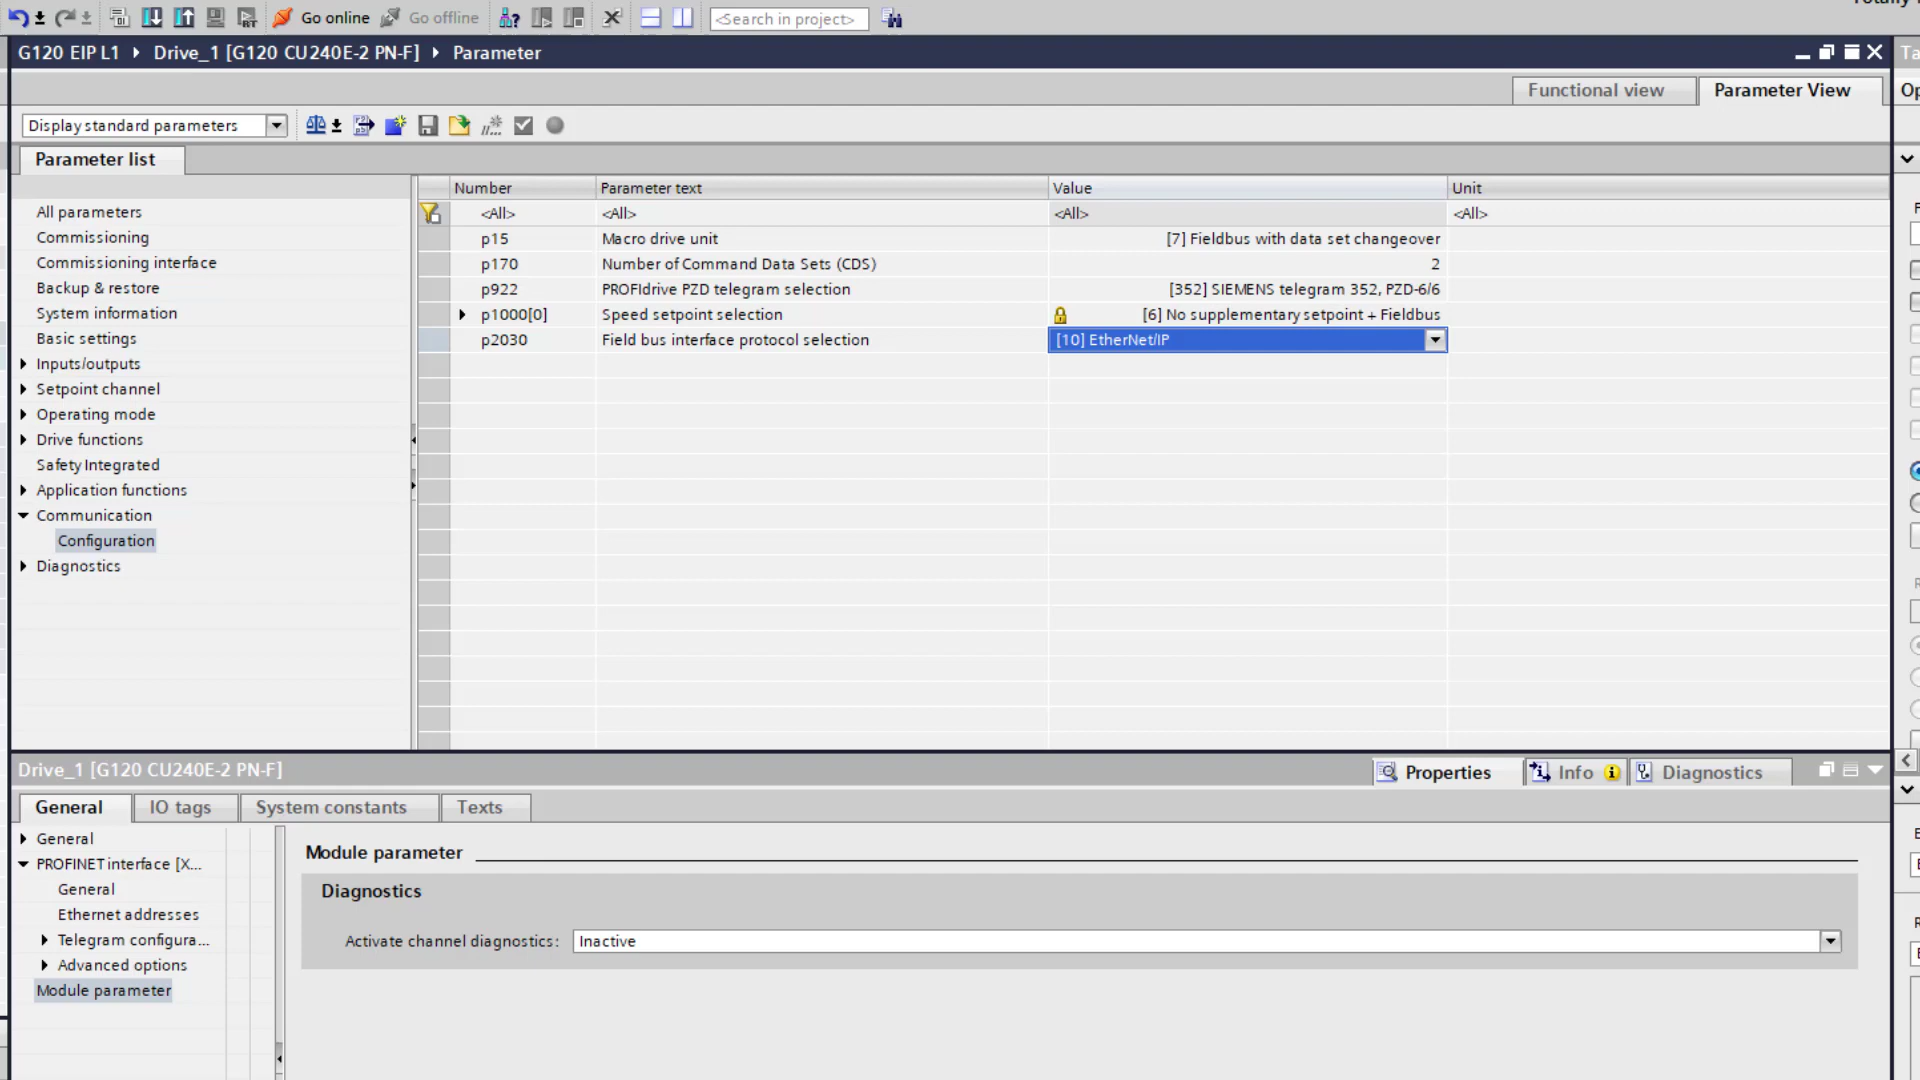 Go online
Go offline
<Search in project>
G120 EIP L1 Drive_1 [G120 CU240E-2 PN-F] Parameter
Functional view
Parameter View
Display standard parameters
Parameter list
Number
Parameter text
Value
Unit
<All>
<All>
<All>
<All>
All parameters
Commissioning
Commissioning interface
Backup & restore
System information
Basic settings
Inputs/outputs
Setpoint channel
Operating mode
Drive functions
Safety Integrated
Application functions
Communication
Configuration
Diagnostics
p15 Macro drive unit [7] Fieldbus with data set changeover
p170 Number of Command Data Sets (CDS) 2
p922 PROFIdrive PZD telegram selection [352] SIEMENS telegram 352, PZD-6/6
p1000[0] Speed setpoint selection [6] No supplementary setpoint + Fieldbus
p2030 Field bus interface protocol selection [10] EtherNet/IP
Drive_1 [G120 CU240E-2 PN-F]
Properties
Info
Diagnostics
General
IO tags
System constants
Texts
General
PROFINET interface [X...
General
Ethernet addresses
Telegram configura...
Advanced options
Module parameter
Module parameter
Diagnostics
Activate channel diagnostics: Inactive